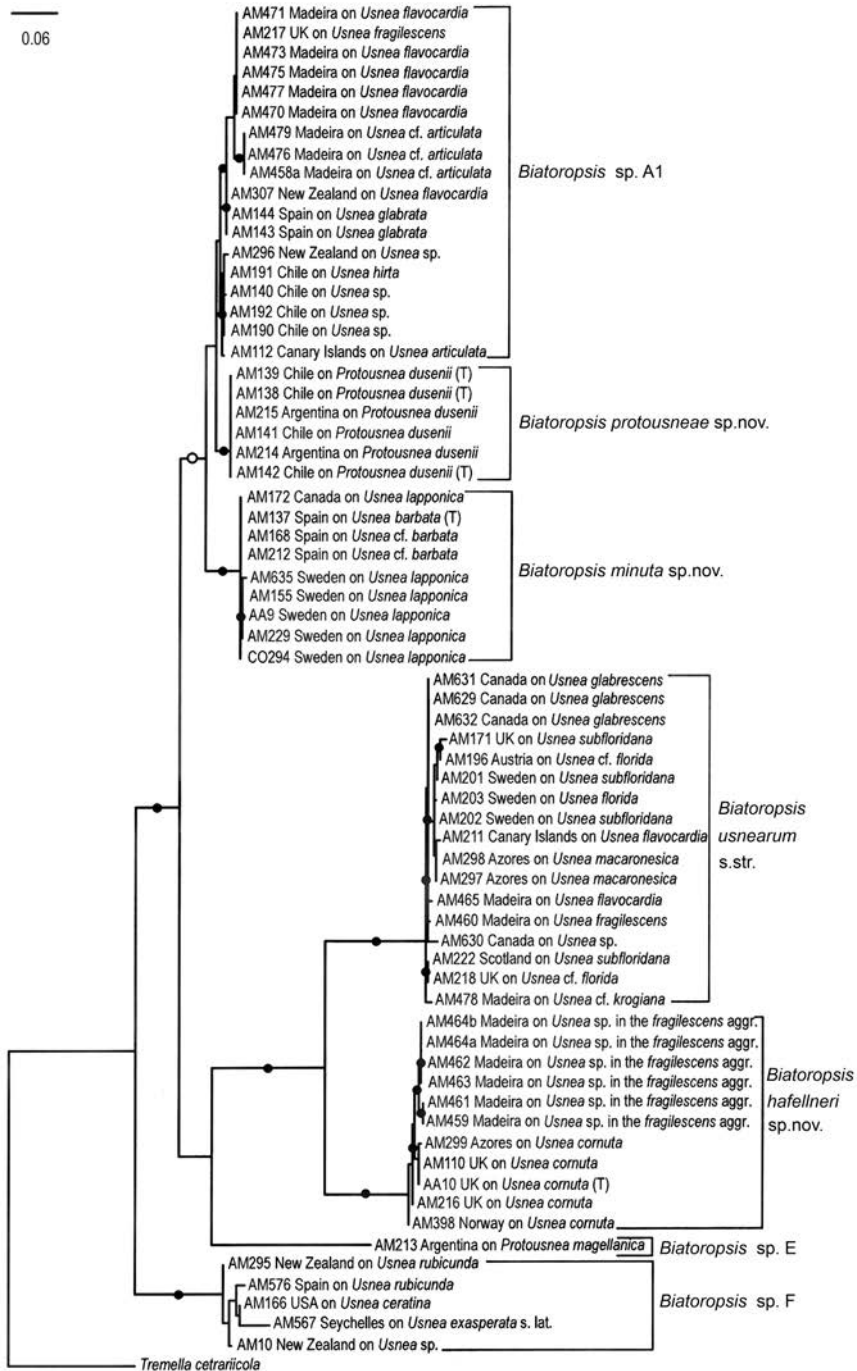 0.06
AM471 Madeira on Usnea flavocardia
AM217 UK on Usnea fragilescens
AM473 Madeira on Usnea flavocardia
AM475 Madeira on Usnea flavocardia
AM477 Madeira on Usnea flavocardia
AM470 Madeira on Usnea flavocardia
AM479 Madeira on Usnea cf. articulata
AM476 Madeira on Usnea cf. articulata
AM458a Madeira on Usnea cf. articulata
AM307 New Zealand on Usnea flavocardia
AM144 Spain on Usnea glabrata
AM143 Spain on Usnea glabrata
AM296 New Zealand on Usnea sp.
AM191 Chile on Usnea hirta
AM140 Chile on Usnea sp.
AM192 Chile on Usnea sp.
AM190 Chile on Usnea sp.
AM112 Canary Islands on Usnea articulata
Biatoropsis sp. A1
AM139 Chile on Protousnea dusenii (T)
AM138 Chile on Protousnea dusenii (T)
AM215 Argentina on Protousnea dusenii
AM141 Chile on Protousnea dusenii
AM214 Argentina on Protousnea dusenii
AM142 Chile on Protousnea dusenii (T)
Biatoropsis protousneae sp.nov.
AM172 Canada on Usnea lapponica
AM137 Spain on Usnea barbata (T)
AM168 Spain on Usnea cf. barbata
AM212 Spain on Usnea cf. barbata
AM635 Sweden on Usnea lapponica
AM155 Sweden on Usnea lapponica
AA9 Sweden on Usnea lapponica
AM229 Sweden on Usnea lapponica
CO294 Sweden on Usnea lapponica
Biatoropsis minuta sp.nov.
AM631 Canada on Usnea glabrescens
AM629 Canada on Usnea glabrescens
AM632 Canada on Usnea glabrescens
AM171 UK on Usnea subfloridana
AM196 Austria on Usnea cf. florida
AM201 Sweden on Usnea subfloridana
AM203 Sweden on Usnea florida
AM202 Sweden on Usnea subfloridana
AM211 Canary Islands on Usnea flavocardia
AM298 Azores on Usnea macaronesica
AM297 Azores on Usnea macaronesica
AM465 Madeira on Usnea flavocardia
AM460 Madeira on Usnea fragilescens
AM630 Canada on Usnea sp.
AM222 Scotland on Usnea subfloridana
AM218 UK on Usnea cf. florida
AM478 Madeira on Usnea cf. krogiana
Biatoropsis
usnearum
s.str.
AM464b Madeira on Usnea sp. in the fragilescens aggr.
AM464a Madeira on Usnea sp. in the fragilescens aggr.
AM462 Madeira on Usnea sp. in the fragilescens aggr.
AM463 Madeira on Usnea sp. in the fragilescens aggr.
AM461 Madeira on Usnea sp. in the fragilescens aggr.
AM459 Madeira on Usnea sp. in the fragilescens aggr.
AM299 Azores on Usnea cornuta
AM110 UK on Usnea cornuta
AA10 UK on Usnea cornuta (T)
AM216 UK on Usnea cornuta
AM398 Norway on Usnea cornuta
Biatoropsis
hafellneri
sp.nov.
AM213 Argentina on Protousnea magellanica
Biatoropsis sp. E
AM295 New Zealand on Usnea rubicunda
AM576 Spain on Usnea rubicunda
AM166 USA on Usnea ceratina
AM567 Seychelles on Usnea exasperata s. lat.
AM10 New Zealand on Usnea sp.
Biatoropsis sp. F
Tremella cetrariicola